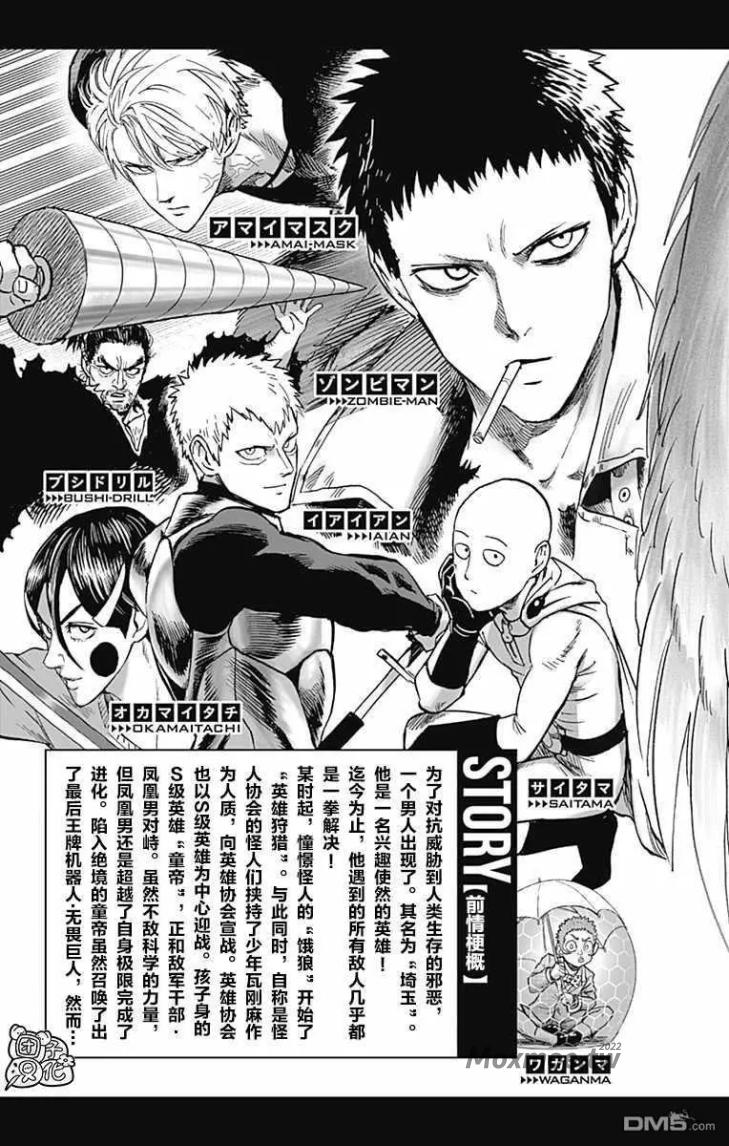 アマイマスク
AMAI-MASK
ゾンビマン
ZOMBIE-MAN
ブシドリル
BUSHI-DRILL
イアイアン
IAIAN
オカマイタチ
OKAMAITACHI
サイタマ
SAITAMA
STORY【前情梗概】
为了对抗威胁到人类生存的邪恶，
一个男人出现了。其名为“埼玉”。
他是一名兴趣使然的英雄！
迄今为止，他遇到的所有敌人几乎都
是一拳解决！
某时起，憧憬怪人的“饿狼”开始了
“英雄狩猎”。与此同时，自称是怪
人协会的怪人们挟持了少年瓦刚麻作
为人质，向英雄协会宣战。英雄协会
也以S级英雄为中心迎战。孩子身的
S级英雄“童帝”，正和敌军干部·
凤凰男对峙。虽然不敌科学的力量，
但凤凰男还是超越了自身极限完成了
进化。陷入绝境的童帝虽然召唤了出
了最后王牌机器人·无畏巨人，然而…
ワガンマ
WAGANMA
团子汉化
2022
Moxmoe.tw
DM5.com